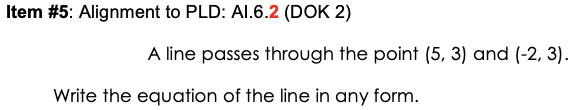 Item #5: Alignment to PLD: AI.6.2 (DOK 2)
A line passes through the point (5, 3) and (-2, 3).
Write the equation of the line in any form.